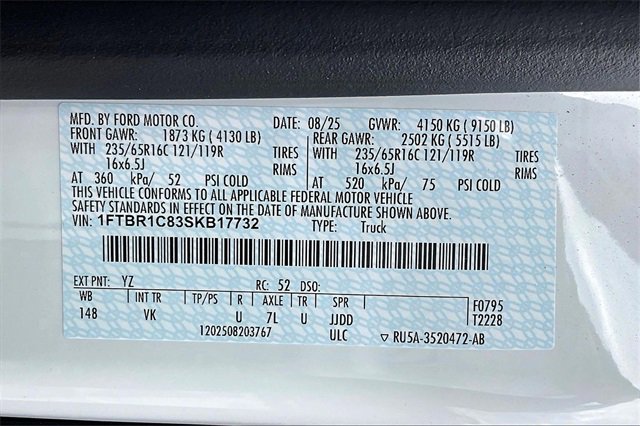 MFD. BY FORD MOTOR CO. DATE: 08/25 GVWR: 4150 KG ( 9150 LB)
FRONT GAWR: 1873 KG ( 4130 LB) REAR GAWR: 2502 KG ( 5515 LB)
WITH 235/65R16C 121/119R TIRES WITH 235/65R16C 121/119R TIRES
16x6.5J RIMS 16x6.5J RIMS
AT 360 kPa/ 52 PSI COLD AT 520 kPa/ 75 PSI COLD
THIS VEHICLE CONFORMS TO ALL APPLICABLE FEDERAL MOTOR VEHICLE
SAFETY STANDARDS IN EFFECT ON THE DATE OF MANUFACTURE SHOWN ABOVE.
VIN: 1FTBR1C83SKB17732 TYPE: Truck
EXT PNT: YZ RC: 52 DSO:
WB INT TR TP/PS R AXLE TR SPR F0795
148 VK U 7L U JJDD T2228
1202508203767 ULC ▽ RU5A-3520472-AB